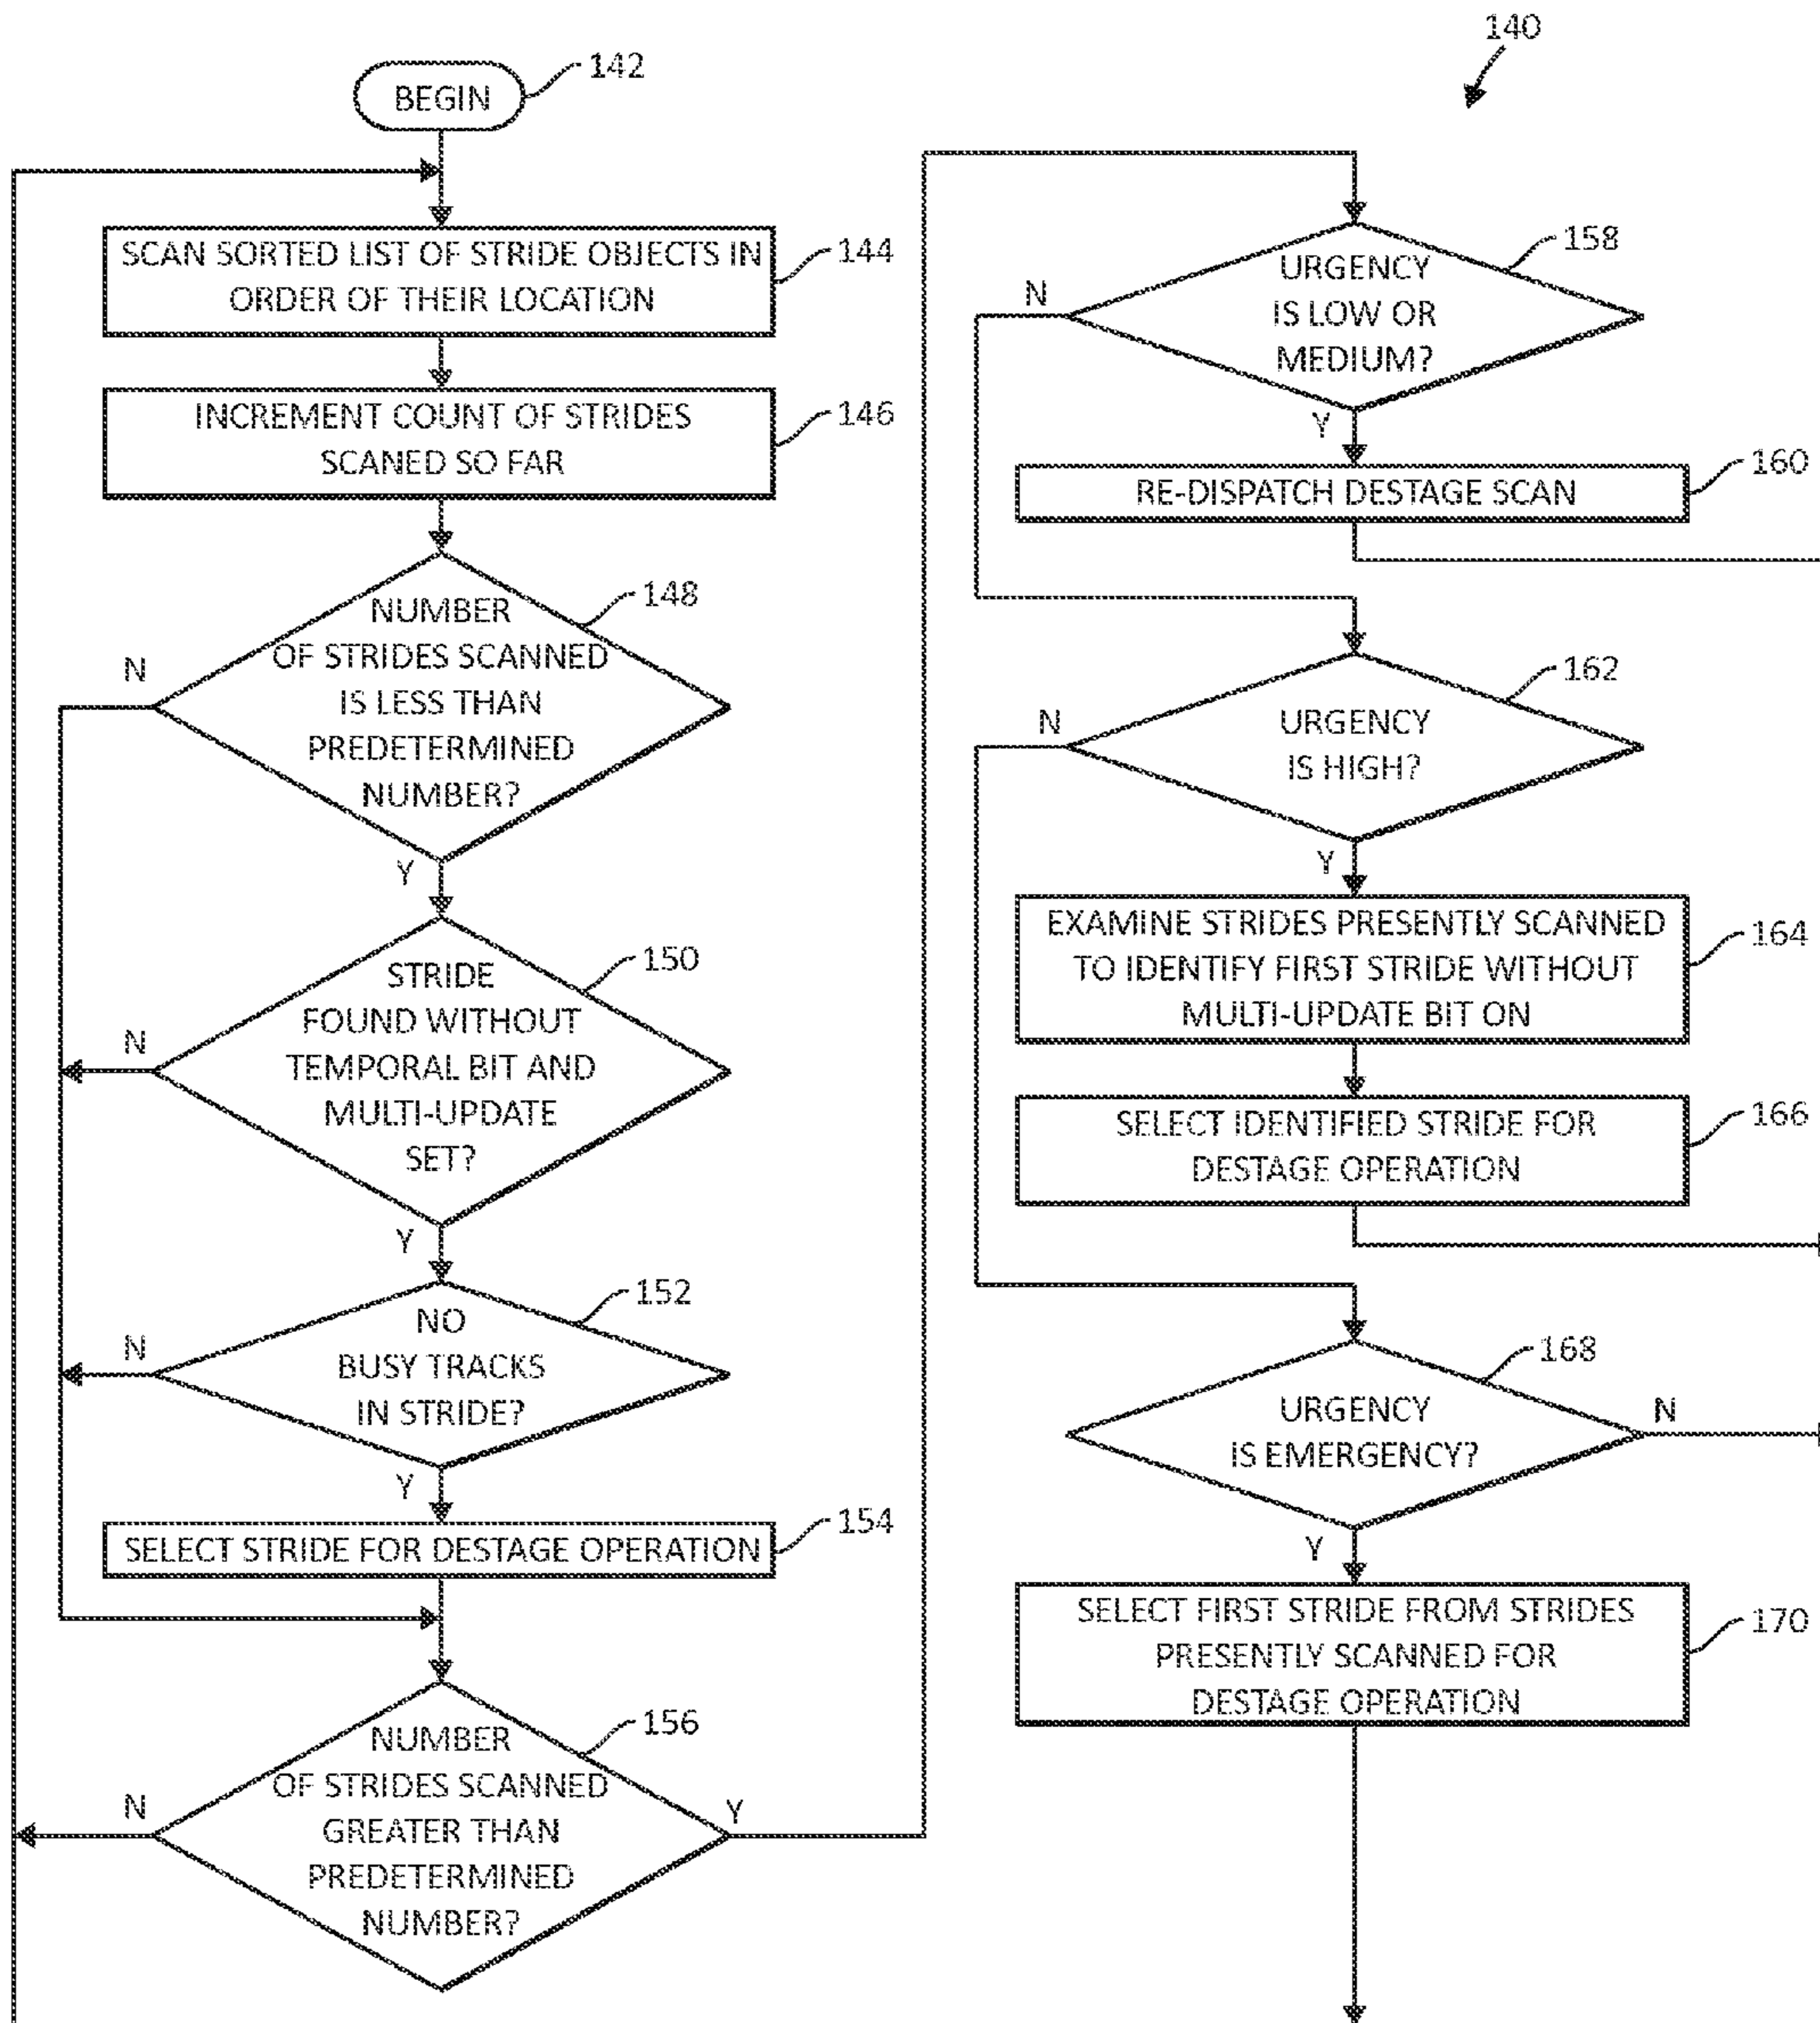 140
142
BEGIN
SCAN SORTED LIST OF STRIDE OBJECTS IN
ORDER OF THEIR LOCATION
144
INCREMENT COUNT OF STRIDES
SCANED SO FAR
146
NUMBER
OF STRIDES SCANNED
IS LESS THAN
PREDETERMINED
NUMBER?
148
N
Y
STRIDE
FOUND WITHOUT
TEMPORAL BIT AND
MULTI-UPDATE
SET?
150
N
Y
NO
BUSY TRACKS
IN STRIDE?
152
N
Y
SELECT STRIDE FOR DESTAGE OPERATION
154
NUMBER
OF STRIDES SCANNED
GREATER THAN
PREDETERMINED
NUMBER?
156
N
Y
URGENCY
IS LOW OR
MEDIUM?
158
N
Y
RE-DISPATCH DESTAGE SCAN
160
URGENCY
IS HIGH?
162
N
Y
EXAMINE STRIDES PRESENTLY SCANNED
TO IDENTIFY FIRST STRIDE WITHOUT
MULTI-UPDATE BIT ON
164
SELECT IDENTIFIED STRIDE FOR
DESTAGE OPERATION
166
URGENCY
IS EMERGENCY?
168
N
Y
SELECT FIRST STRIDE FROM STRIDES
PRESENTLY SCANNED FOR
DESTAGE OPERATION
170